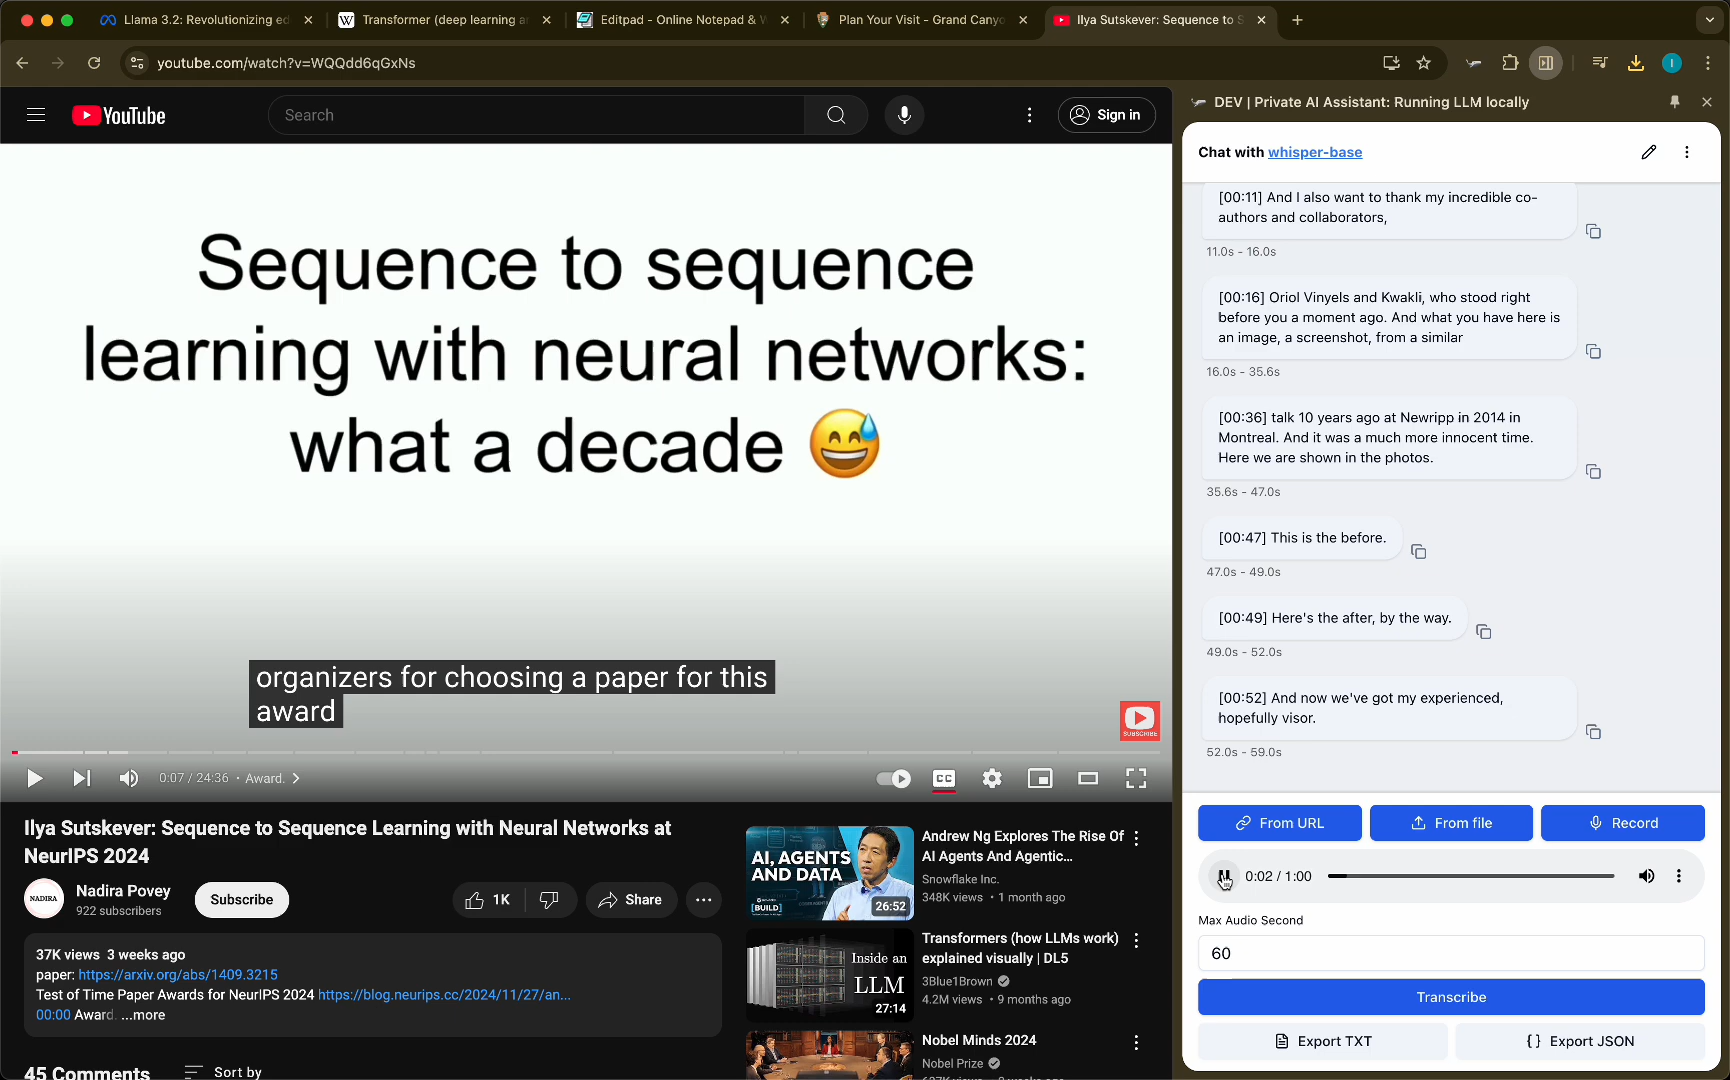 Llama 3.2: Revolutionizing ed
Transformer (deep learning ar
Editpad - Online Notepad & W
Plan Your Visit - Grand Canyo
Ilya Sutskever: Sequence to S
youtube.com/watch?v=WQQdd6qGxNs
I
YouTube
Search
Sign in
Sequence to sequence
learning with neural networks:
what a decade 😅
organizers for choosing a paper for this
award
SUBSCRIBE
0:07 / 24:36 • Award. >
CC
Ilya Sutskever: Sequence to Sequence Learning with Neural Networks at
NeurIPS 2024
NADIRA
Nadira Povey
922 subscribers
Subscribe
1K
Share
37K views 3 weeks ago
paper: https://arxiv.org/abs/1409.3215
Test of Time Paper Awards for NeurIPS 2024 https://blog.neurips.cc/2024/11/27/an...
00:00 Award. ...more
45 Comments
Sort by
AI, AGENTS
AND DATA
[BUILD]
26:52
Andrew Ng Explores The Rise Of
AI Agents And Agentic...
Snowflake Inc.
348K views • 1 month ago
Inside an
LLM
27:14
Transformers (how LLMs work)
explained visually | DL5
3Blue1Brown
4.2M views • 9 months ago
Nobel Minds 2024
Nobel Prize
DEV | Private AI Assistant: Running LLM locally
Chat with whisper-base
[00:11] And I also want to thank my incredible co-
authors and collaborators,
11.0s - 16.0s
[00:16] Oriol Vinyels and Kwakli, who stood right
before you a moment ago. And what you have here is
an image, a screenshot, from a similar
16.0s - 35.6s
[00:36] talk 10 years ago at Newripp in 2014 in
Montreal. And it was a much more innocent time.
Here we are shown in the photos.
35.6s - 47.0s
[00:47] This is the before.
47.0s - 49.0s
[00:49] Here's the after, by the way.
49.0s - 52.0s
[00:52] And now we've got my experienced,
hopefully visor.
52.0s - 59.0s
From URL
From file
Record
0:02 / 1:00
Max Audio Second
60
Transcribe
Export TXT
{ } Export JSON